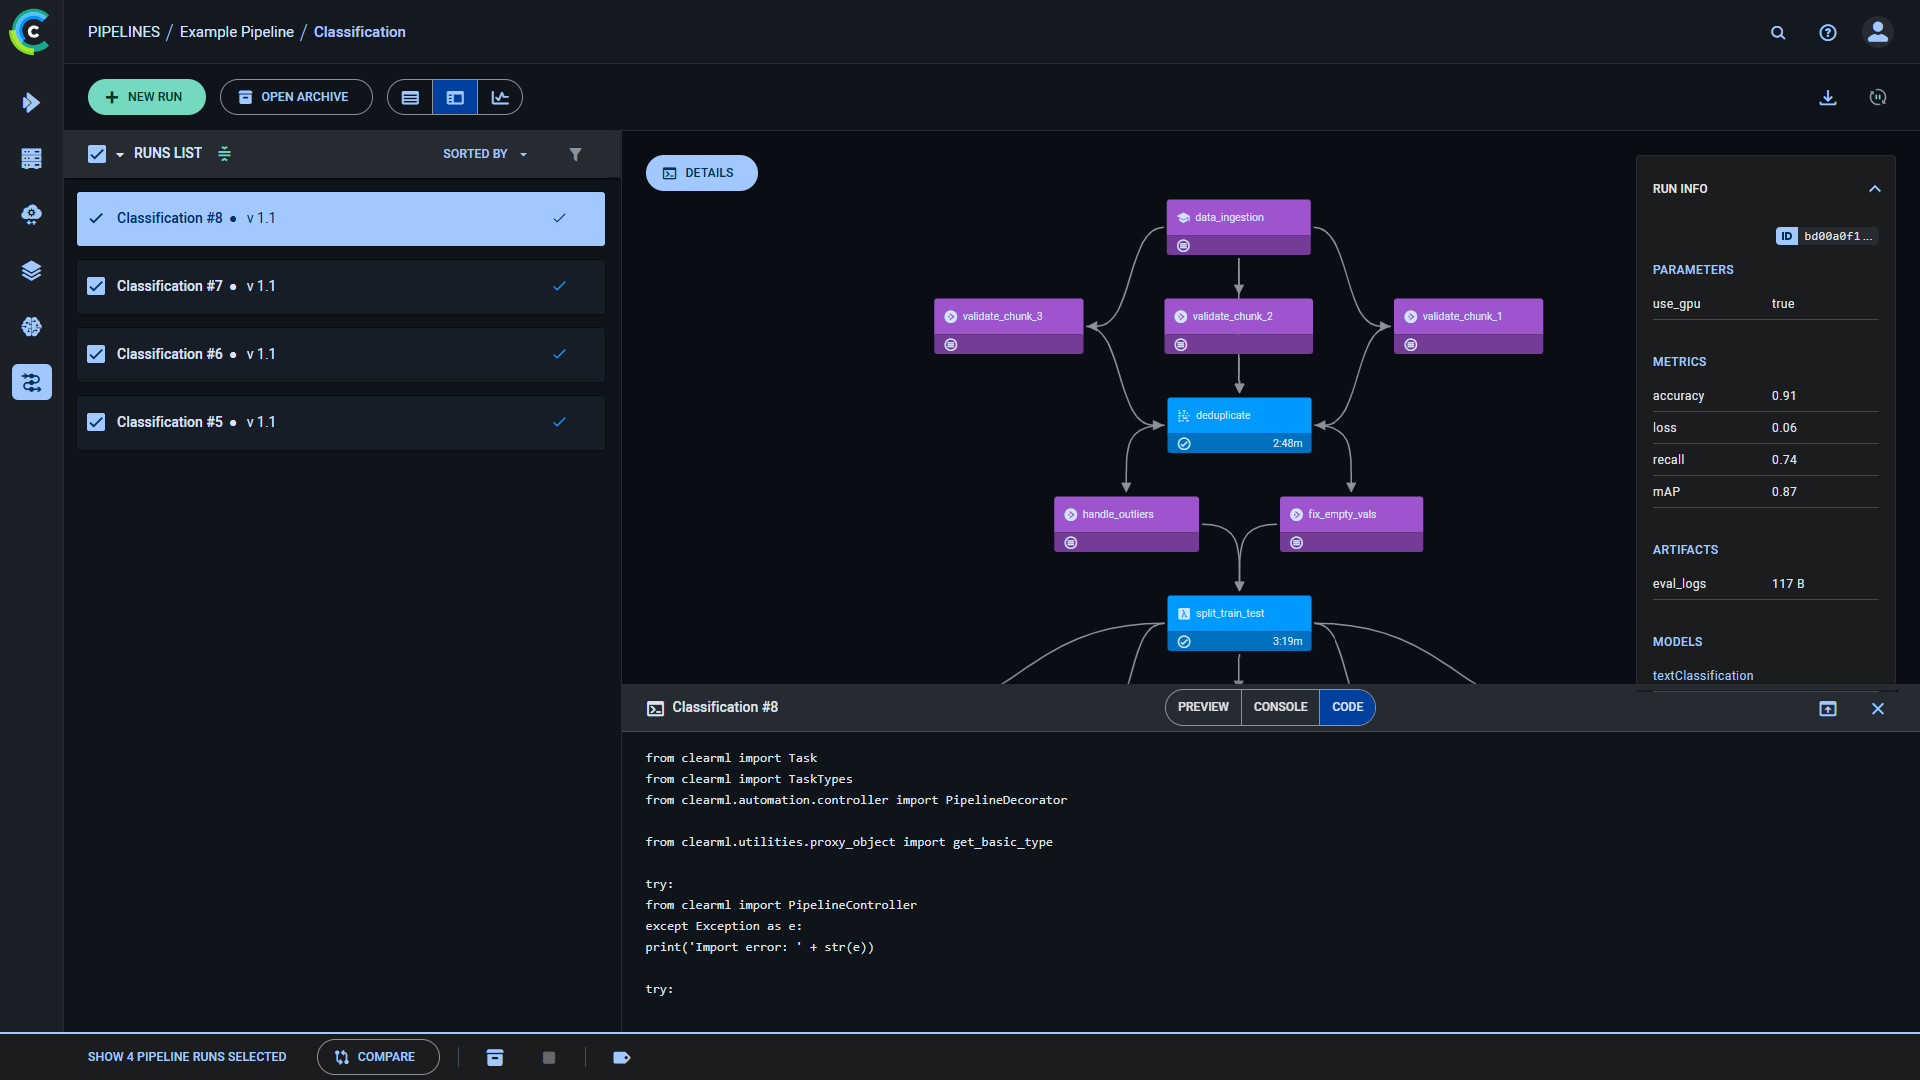 PIPELINES / Example Pipeline / Classification
NEW RUN
OPEN ARCHIVE
RUNS LIST
SORTED BY
Classification #8 • v 1.1
Classification #7 • v 1.1
Classification #6 • v 1.1
Classification #5 • v 1.1
DETAILS
data_ingestion
validate_chunk_3
validate_chunk_2
validate_chunk_1
deduplicate
2:48m
handle_outliers
fix_empty_vals
split_train_test
3:19m
RUN INFO
ID bd00a0f1...
PARAMETERS
use_gpu true
METRICS
accuracy 0.91
loss 0.06
recall 0.74
mAP 0.87
ARTIFACTS
eval_logs 117 B
MODELS
textClassification
Classification #8
PREVIEW
CONSOLE
CODE
from clearml import Task
from clearml import TaskTypes
from clearml.automation.controller import PipelineDecorator
from clearml.utilities.proxy_object import get_basic_type
try:
from clearml import PipelineController
except Exception as e:
print('Import error: ' + str(e))
try:
SHOW 4 PIPELINE RUNS SELECTED
COMPARE